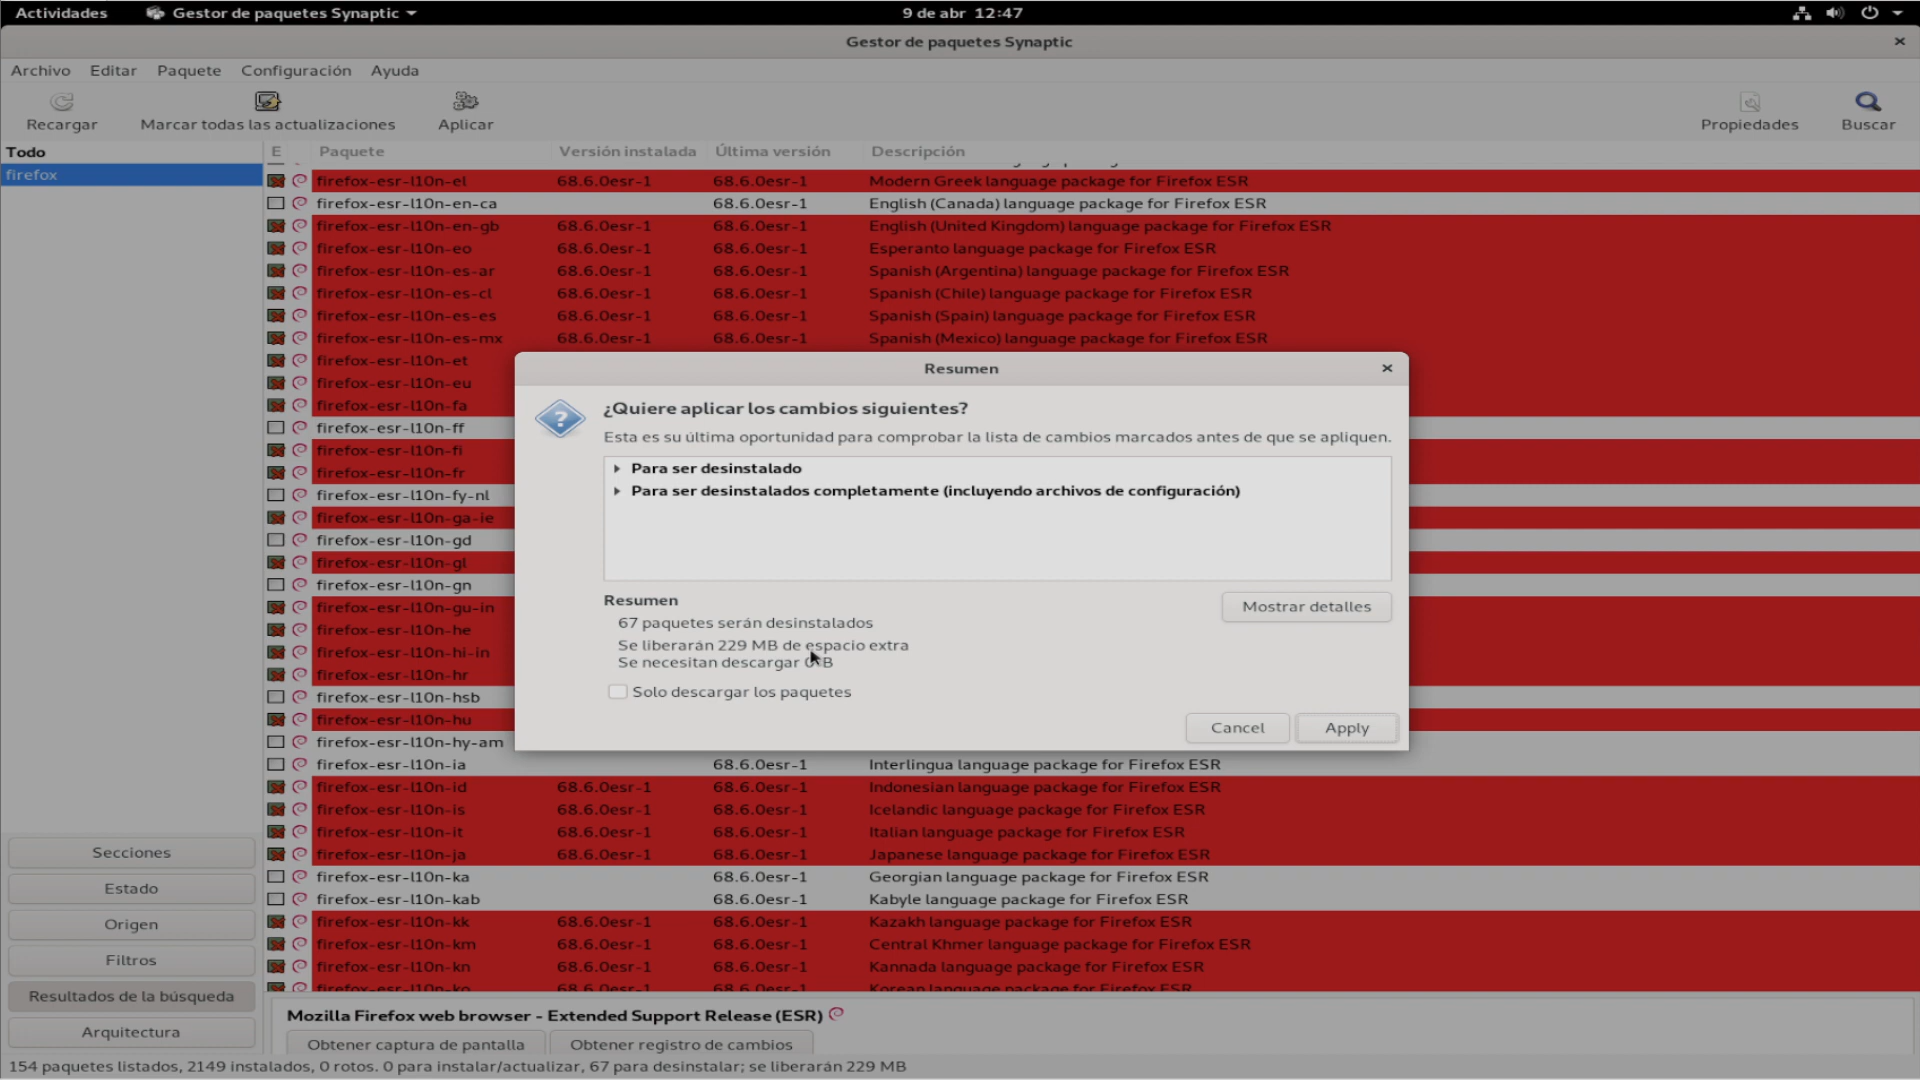 Actividades Gestor de paquetes Synaptic 9 de abr 12:47
Gestor de paquetes Synaptic
Archivo Editar Paquete Configuración Ayuda
Recargar Marcar todas las actualizaciones Aplicar Propiedades Buscar
Todo
firefox
E Paquete Versión instalada Última versión Descripción
firefox-esr-l10n-el 68.6.0esr-1 68.6.0esr-1 Modern Greek language package for Firefox ESR
firefox-esr-l10n-en-ca 68.6.0esr-1 English (Canada) language package for Firefox ESR
firefox-esr-l10n-en-gb 68.6.0esr-1 68.6.0esr-1 English (United Kingdom) language package for Firefox ESR
firefox-esr-l10n-eo 68.6.0esr-1 68.6.0esr-1 Esperanto language package for Firefox ESR
firefox-esr-l10n-es-ar 68.6.0esr-1 68.6.0esr-1 Spanish (Argentina) language package for Firefox ESR
firefox-esr-l10n-es-cl 68.6.0esr-1 68.6.0esr-1 Spanish (Chile) language package for Firefox ESR
firefox-esr-l10n-es-es 68.6.0esr-1 68.6.0esr-1 Spanish (Spain) language package for Firefox ESR
firefox-esr-l10n-es-mx 68.6.0esr-1 68.6.0esr-1 Spanish (Mexico) language package for Firefox ESR
firefox-esr-l10n-et
firefox-esr-l10n-eu
firefox-esr-l10n-fa
firefox-esr-l10n-ff
firefox-esr-l10n-fi
firefox-esr-l10n-fr
firefox-esr-l10n-fy-nl
firefox-esr-l10n-ga-ie
firefox-esr-l10n-gd
firefox-esr-l10n-gl
firefox-esr-l10n-gn
firefox-esr-l10n-gu-in
firefox-esr-l10n-he
firefox-esr-l10n-hi-in
firefox-esr-l10n-hr
firefox-esr-l10n-hsb
firefox-esr-l10n-hu
firefox-esr-l10n-hy-am
firefox-esr-l10n-ia 68.6.0esr-1 Interlingua language package for Firefox ESR
firefox-esr-l10n-id 68.6.0esr-1 68.6.0esr-1 Indonesian language package for Firefox ESR
firefox-esr-l10n-is 68.6.0esr-1 68.6.0esr-1 Icelandic language package for Firefox ESR
firefox-esr-l10n-it 68.6.0esr-1 68.6.0esr-1 Italian language package for Firefox ESR
firefox-esr-l10n-ja 68.6.0esr-1 68.6.0esr-1 Japanese language package for Firefox ESR
firefox-esr-l10n-ka 68.6.0esr-1 Georgian language package for Firefox ESR
firefox-esr-l10n-kab 68.6.0esr-1 Kabyle language package for Firefox ESR
firefox-esr-l10n-kk 68.6.0esr-1 68.6.0esr-1 Kazakh language package for Firefox ESR
firefox-esr-l10n-km 68.6.0esr-1 68.6.0esr-1 Central Khmer language package for Firefox ESR
firefox-esr-l10n-kn 68.6.0esr-1 68.6.0esr-1 Kannada language package for Firefox ESR
firefox-esr-l10n-ko 68.6.0esr-1 68.6.0esr-1 Korean language package for Firefox ESR
Resumen
¿Quiere aplicar los cambios siguientes?
Esta es su última oportunidad para comprobar la lista de cambios marcados antes de que se apliquen.
Para ser desinstalado
Para ser desinstalados completamente (incluyendo archivos de configuración)
Resumen
Mostrar detalles
67 paquetes serán desinstalados
Se liberarán 229 MB de espacio extra
Se necesitan descargar
Solo descargar los paquetes
Cancel Apply
Secciones
Estado
Origen
Filtros
Resultados de la búsqueda
Arquitectura
Mozilla Firefox web browser - Extended Support Release (ESR)
Obtener captura de pantalla Obtener registro de cambios
154 paquetes listados, 2149 instalados, 0 rotos. 0 para instalar/actualizar, 67 para desinstalar; se liberarán 229 MB